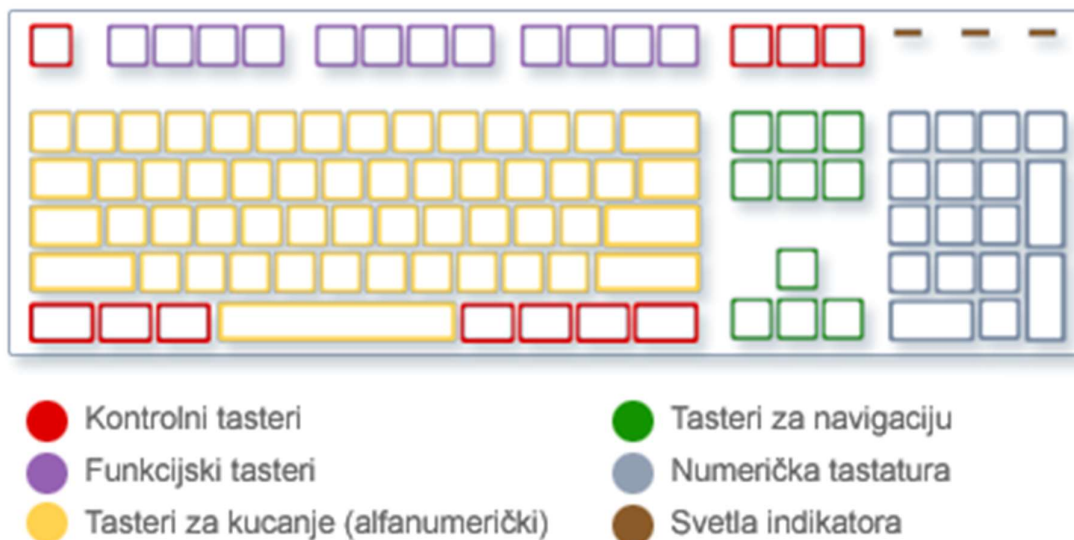 Kontrolni tasteri
Funkcijski tasteri
Tasteri za kucanje (alfanumerički)
Tasteri za navigaciju
Numerička tastatura
Svetla indikatora